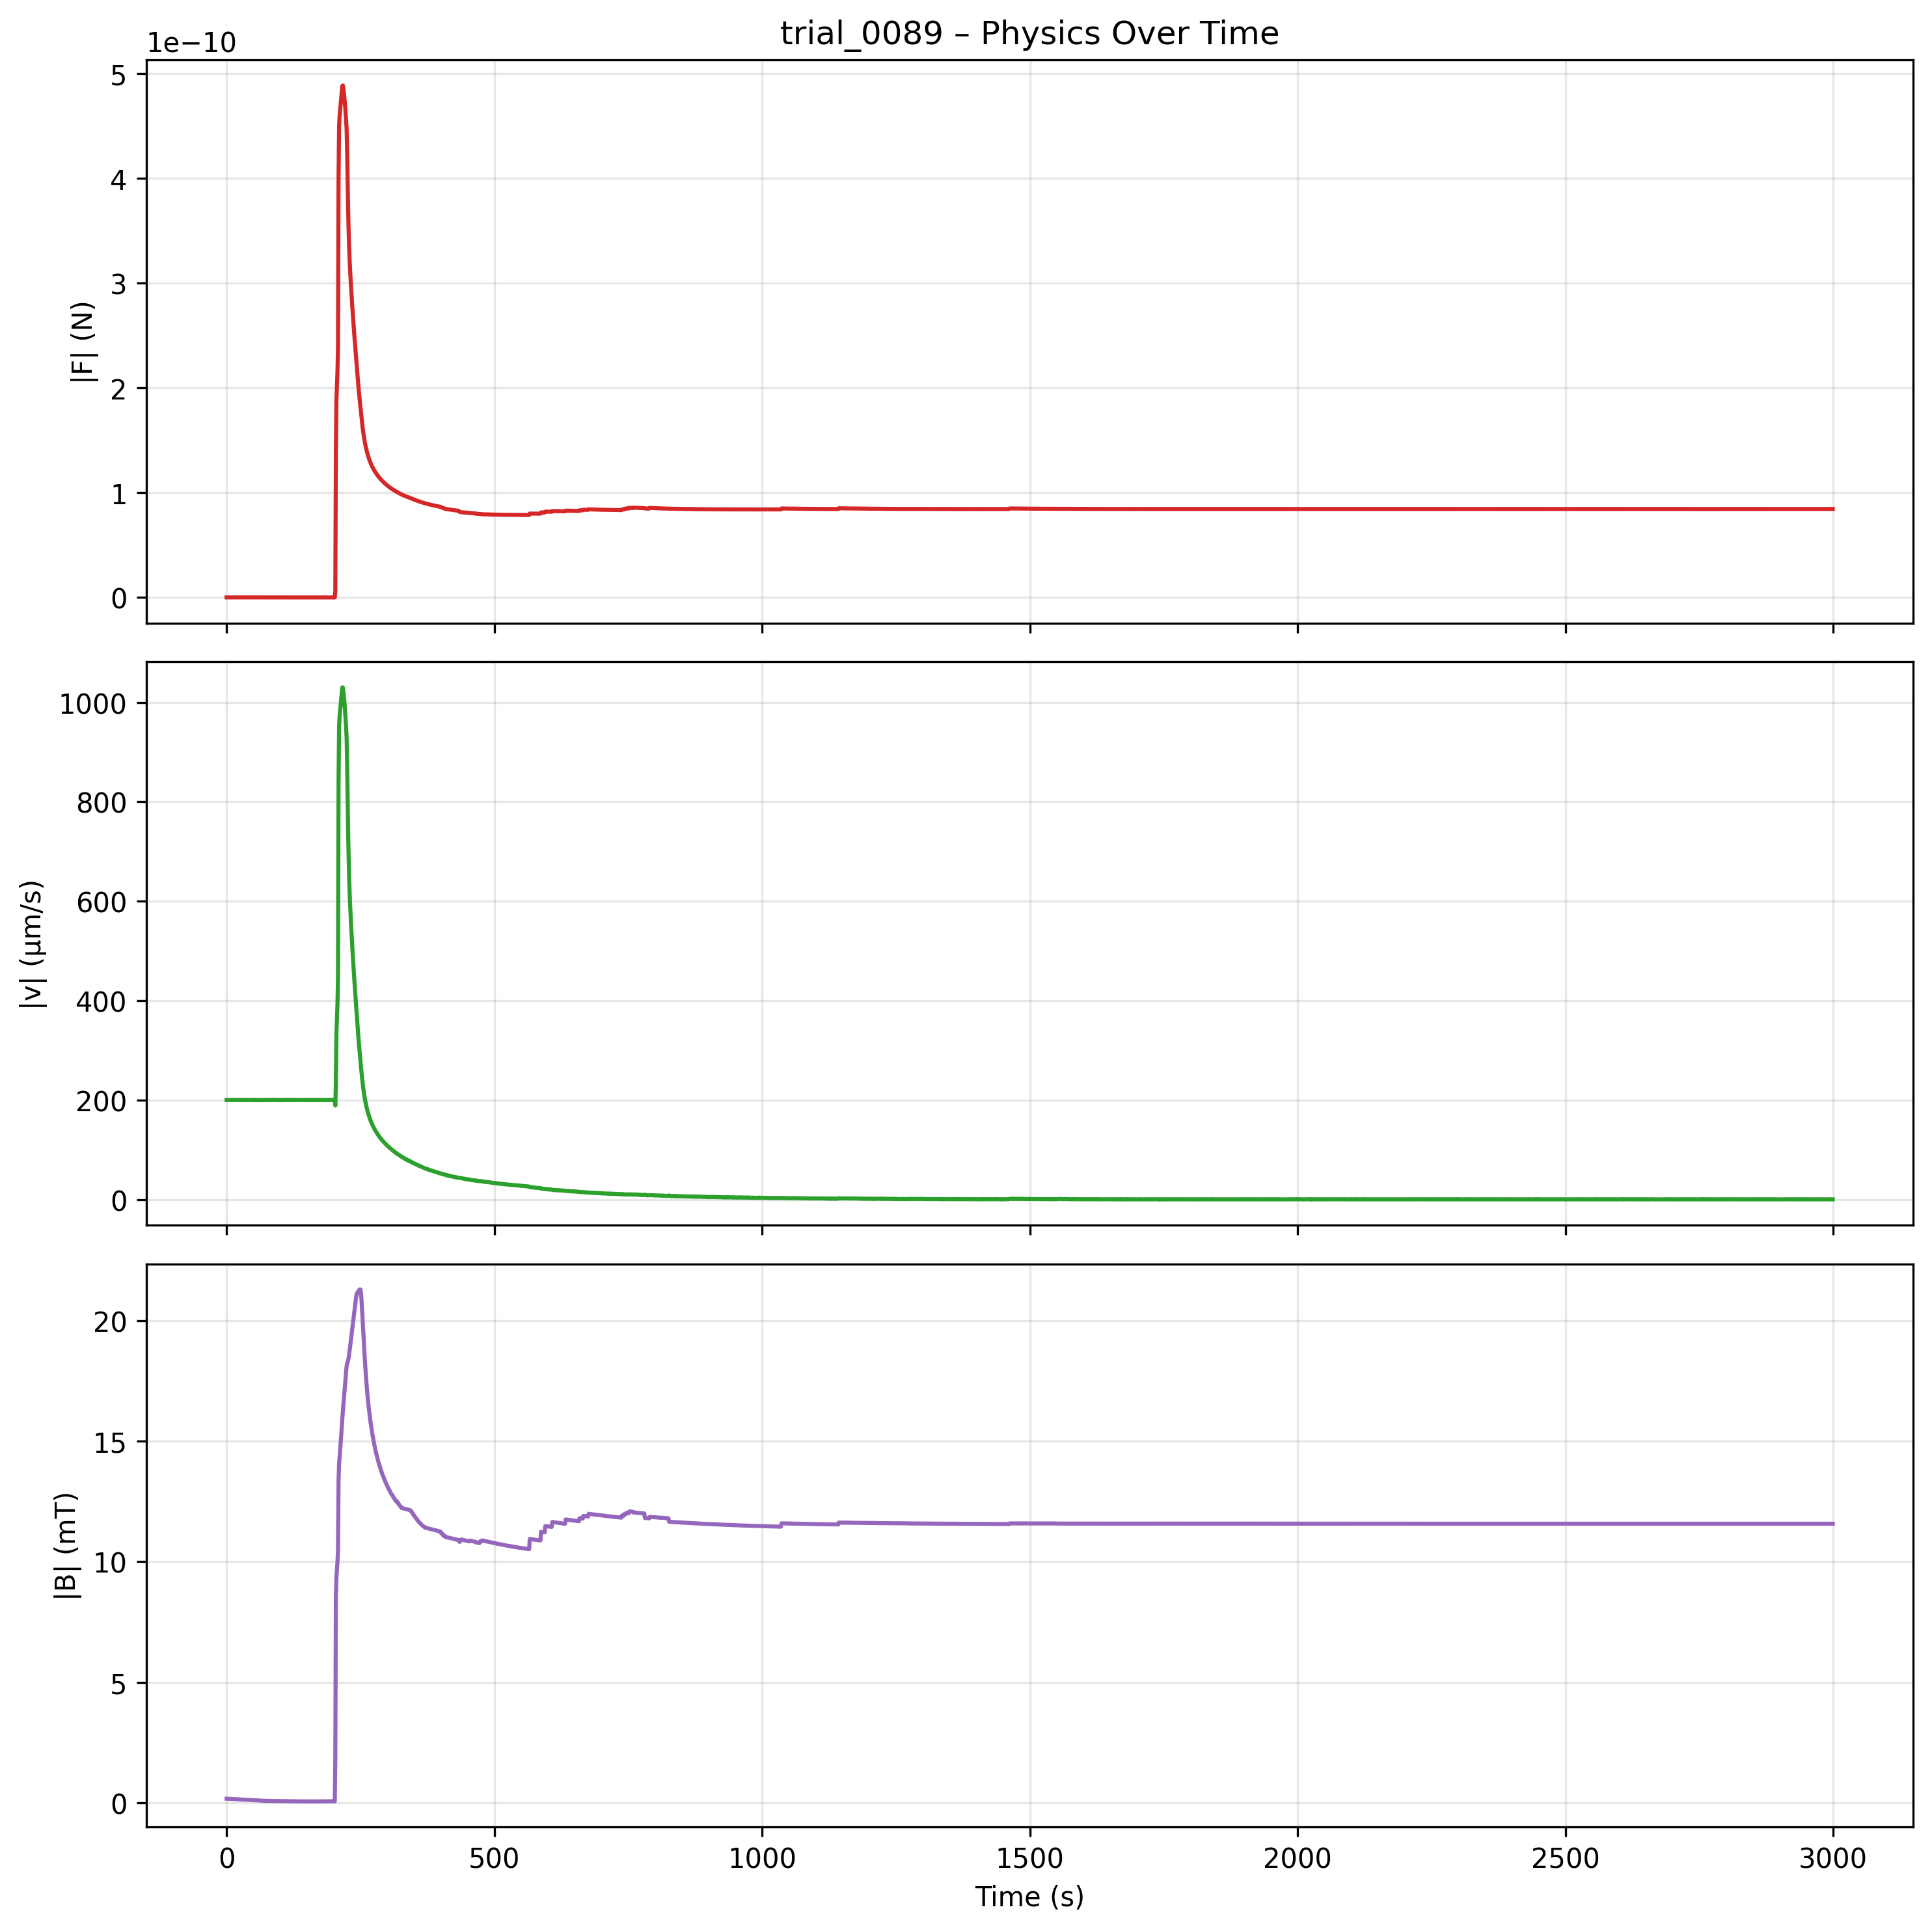 trial_0089 – Physics Over Time
1e−10
5
4
3
2
1
0
|F| (N)
1000
800
600
400
200
0
|v| (µm/s)
20
15
10
5
0
|B| (mT)
0 500 1000 1500 2000 2500 3000
Time (s)